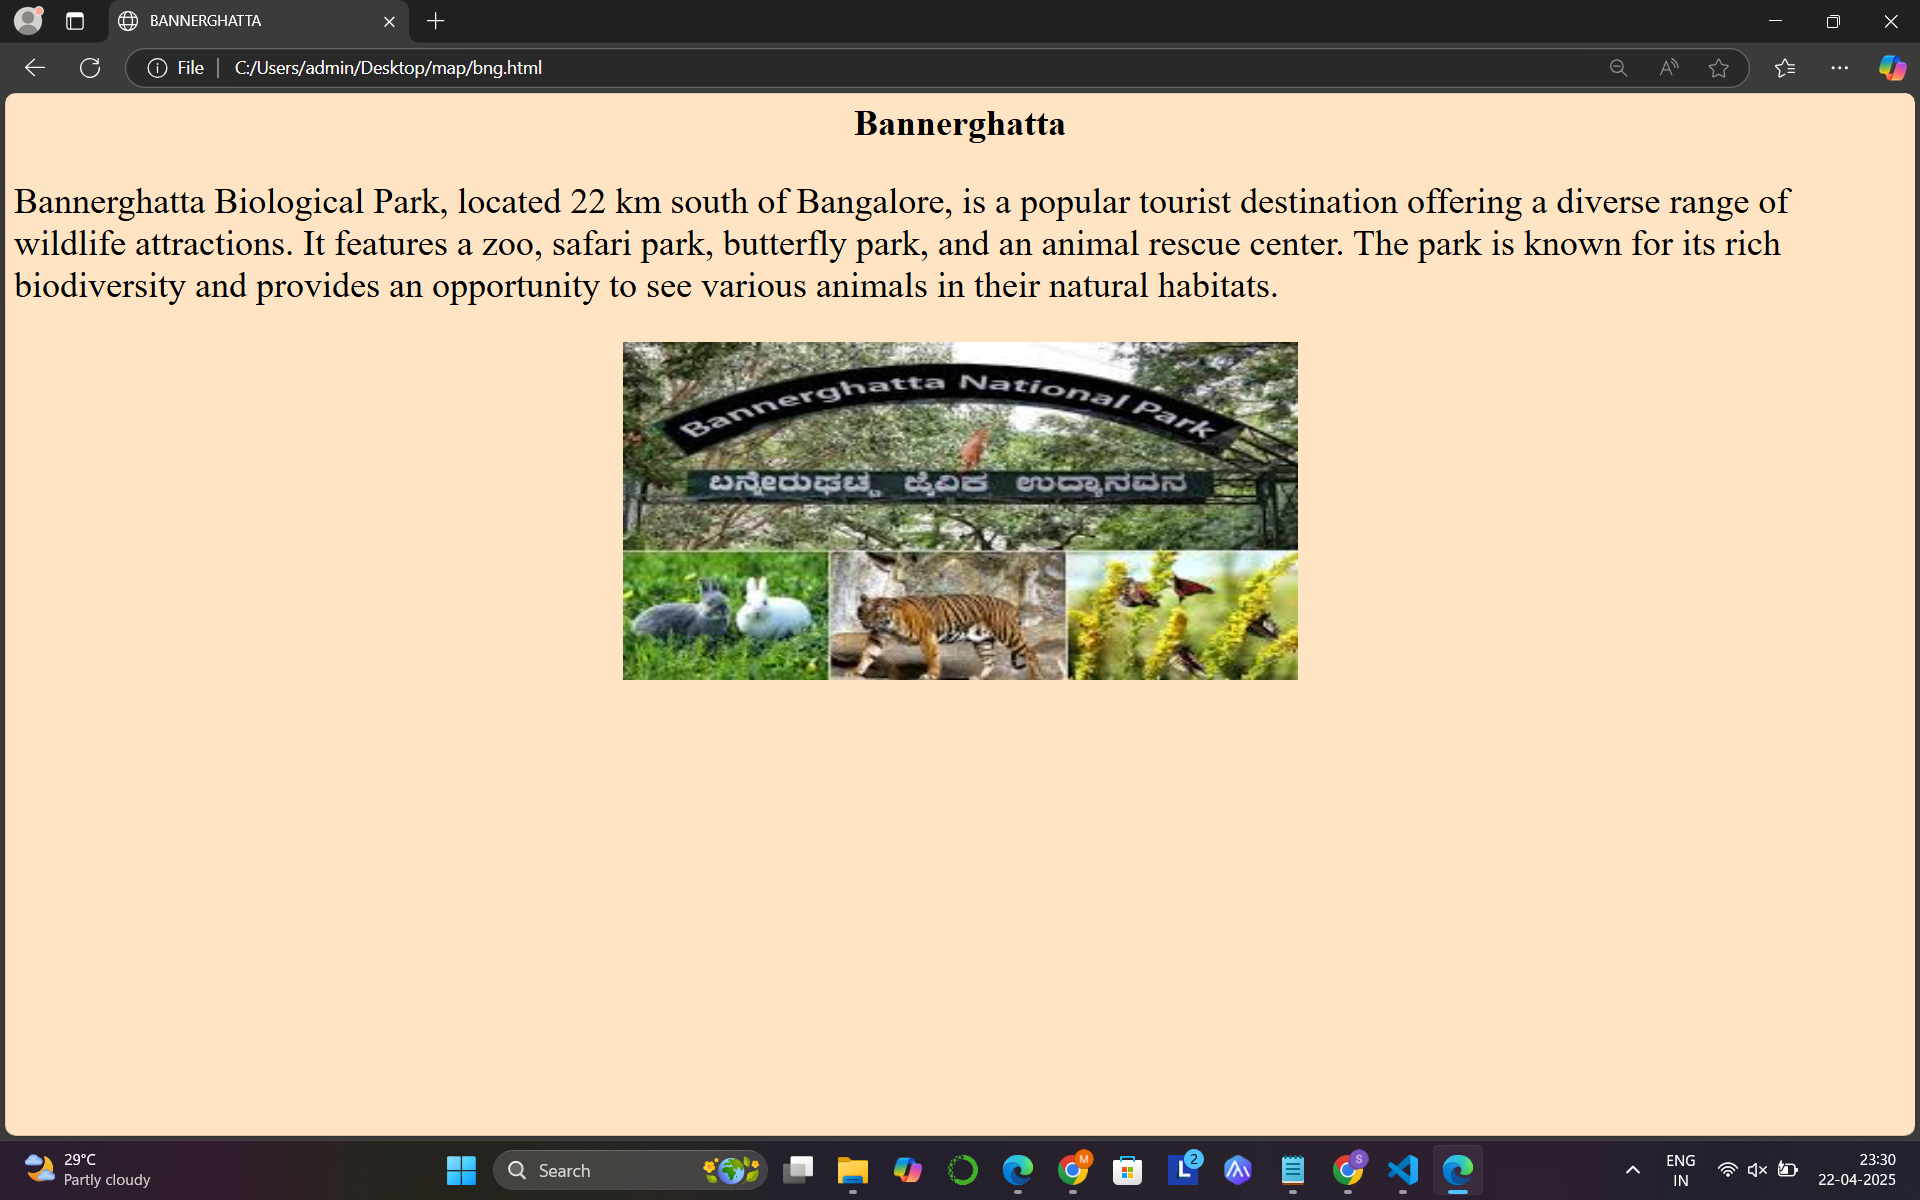 BANNERGHATTA
File
C:/Users/admin/Desktop/map/bng.html
Bannerghatta
Bannerghatta Biological Park, located 22 km south of Bangalore, is a popular tourist destination offering a diverse range of
wildlife attractions. It features a zoo, safari park, butterfly park, and an animal rescue center. The park is known for its rich
biodiversity and provides an opportunity to see various animals in their natural habitats.
Bannerghatta National Park
ಬನ್ನೇರುಘಟ್ಟ ಜೈವಿಕ ಉದ್ಯಾನವನ
29°C
Partly cloudy
Search
M
L
2
S
ENG
IN
23:30
22-04-2025